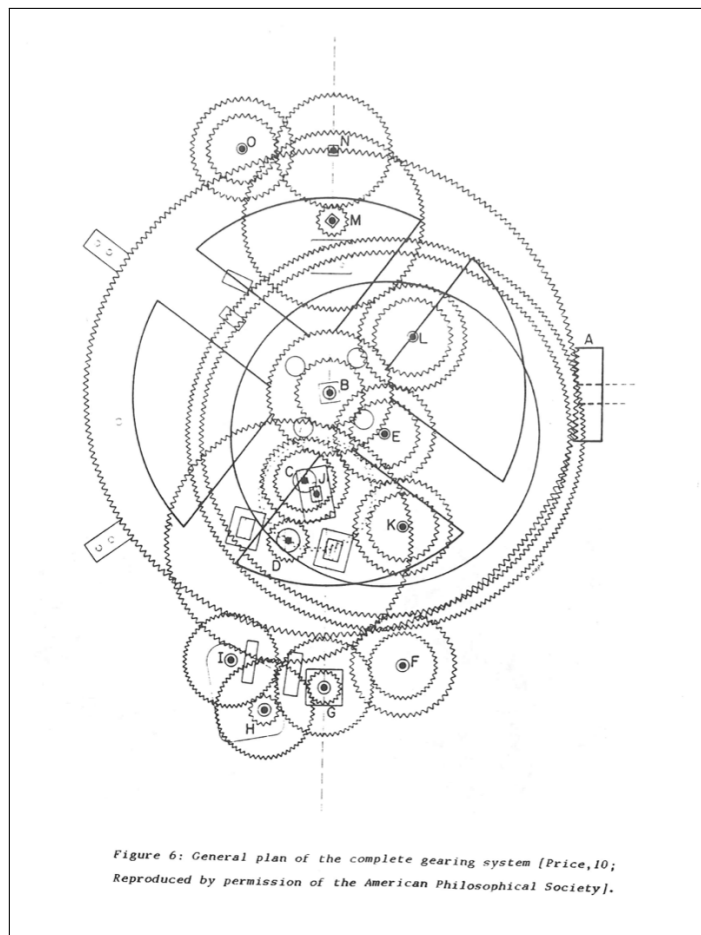 O
N
M
L
A
B
E
C
J
K
D
I
F
G
H
Figure 6: General plan of the complete gearing system [Price,10;
Reproduced by permission of the American Philosophical Society].